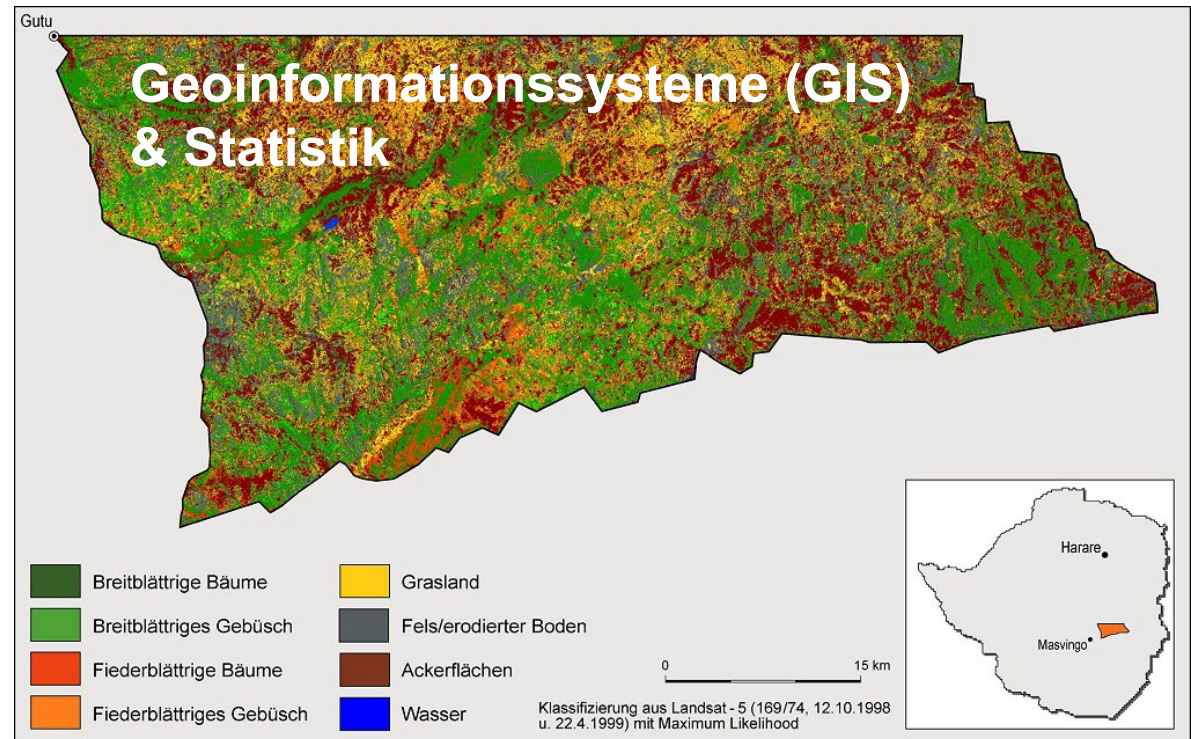 Gutu
Geoinformationssysteme (GIS)
& Statistik
Breitblättrige Bäume
Breitblättriges Gebüsch
Fiederblättrige Bäume
Fiederblättriges Gebüsch
Grasland
Fels/erodierter Boden
Ackerflächen
Wasser
0 15 km
Klassifizierung aus Landsat - 5 (169/74, 12.10.1998
u. 22.4.1999) mit Maximum Likelihood
Harare
Masvingo